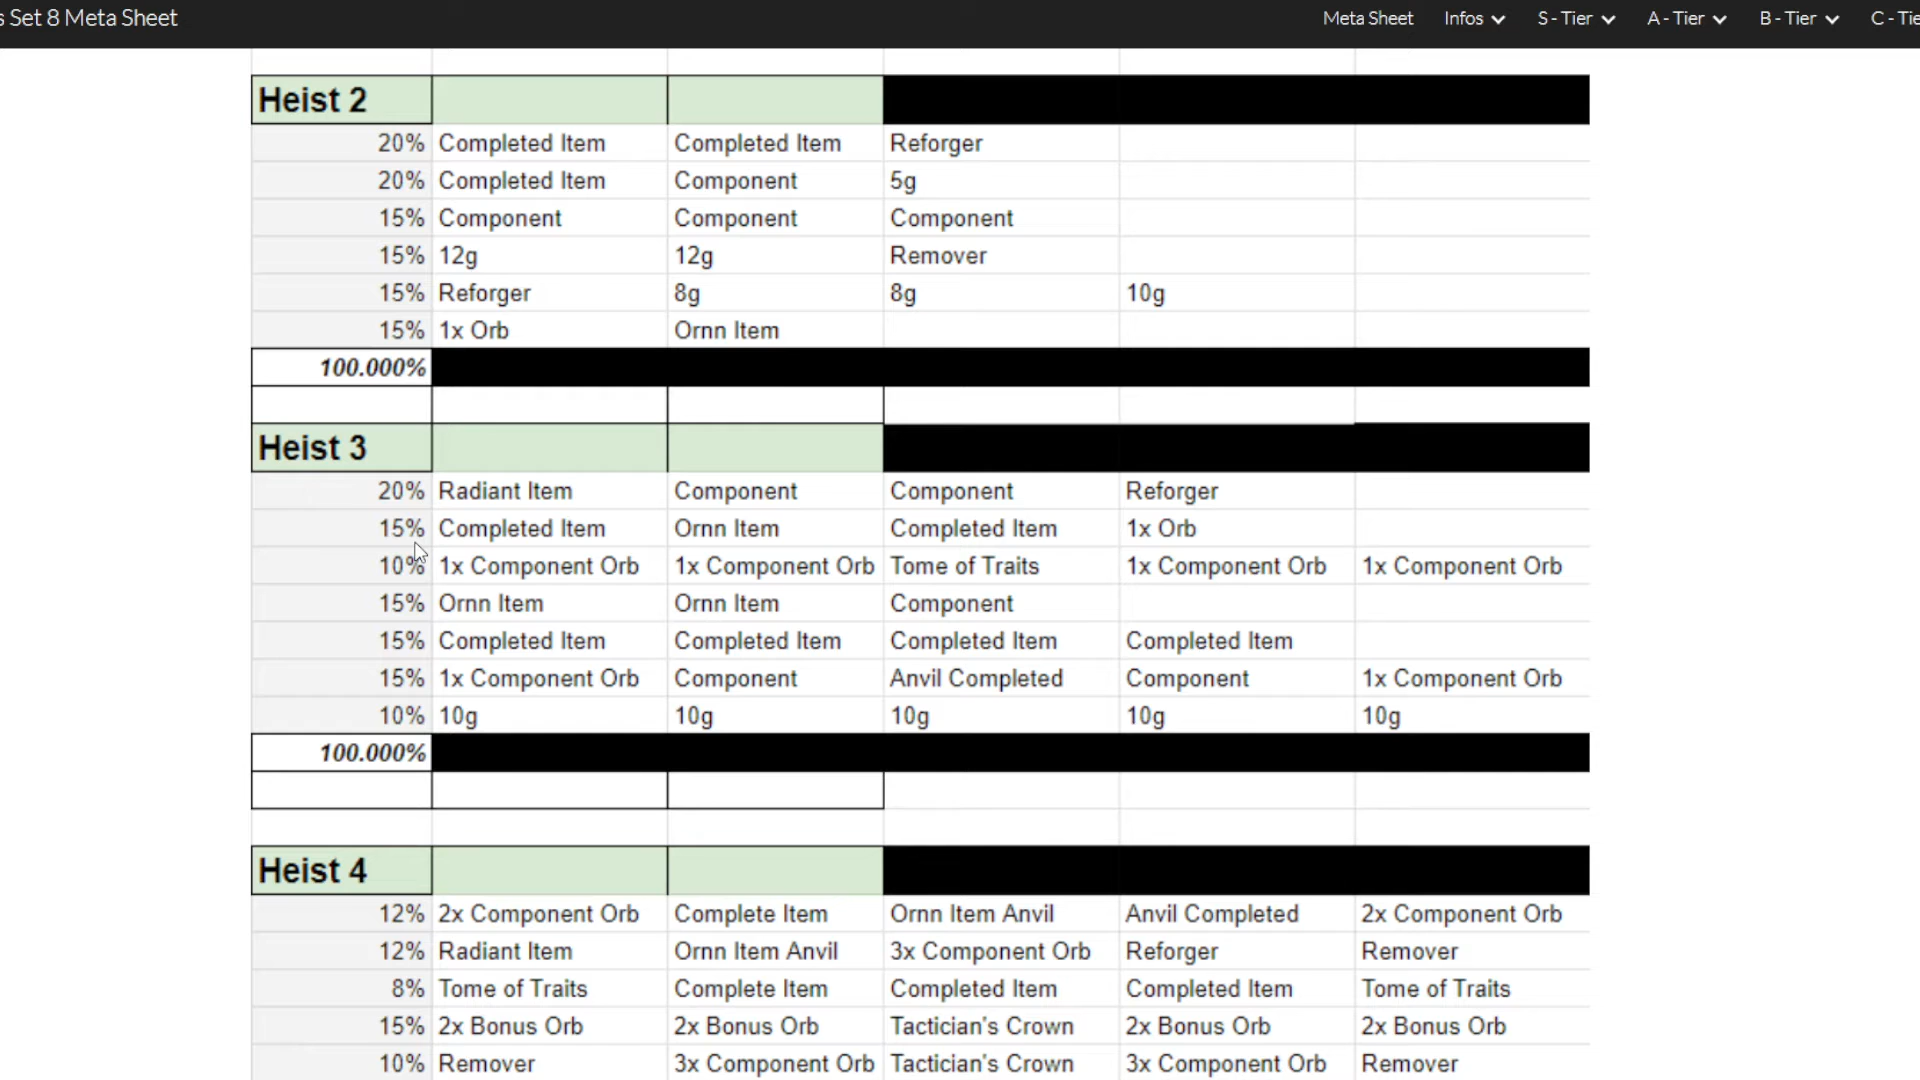 s Set 8 Meta Sheet
Meta Sheet Infos S - Tier A - Tier B - Tier C - Tie
Heist 2
20% Completed Item Completed Item Reforger
20% Completed Item Component 5g
15% Component Component Component
15% 12g 12g Remover
15% Reforger 8g 8g 10g
15% 1x Orb Ornn Item
100.000%
Heist 3
20% Radiant Item Component Component Reforger
15% Completed Item Ornn Item Completed Item 1x Orb
10% 1x Component Orb 1x Component Orb Tome of Traits 1x Component Orb 1x Component Orb
15% Ornn Item Ornn Item Component
15% Completed Item Completed Item Completed Item Completed Item
15% 1x Component Orb Component Anvil Completed Component 1x Component Orb
10% 10g 10g 10g 10g 10g
100.000%
Heist 4
12% 2x Component Orb Complete Item Ornn Item Anvil Anvil Completed 2x Component Orb
12% Radiant Item Ornn Item Anvil 3x Component Orb Reforger Remover
8% Tome of Traits Complete Item Completed Item Completed Item Tome of Traits
15% 2x Bonus Orb 2x Bonus Orb Tactician's Crown 2x Bonus Orb 2x Bonus Orb
10% Remover 3x Component Orb Tactician's Crown 3x Component Orb Remover